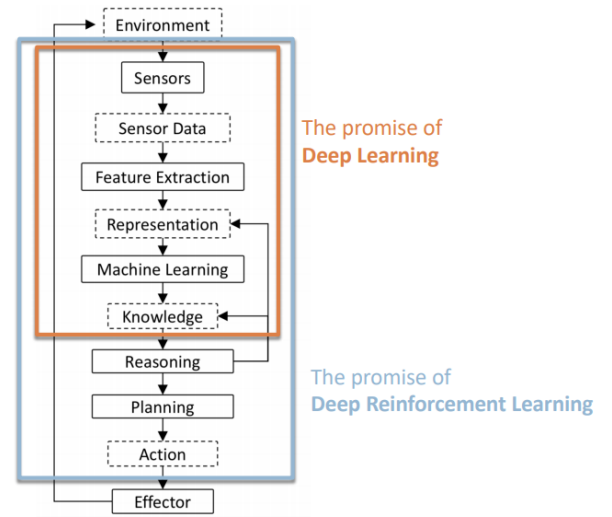 Environment
Sensors
Sensor Data
Feature Extraction
Representation
Machine Learning
Knowledge
Reasoning
Planning
Action
Effector
The promise of
Deep Learning
The promise of
Deep Reinforcement Learning